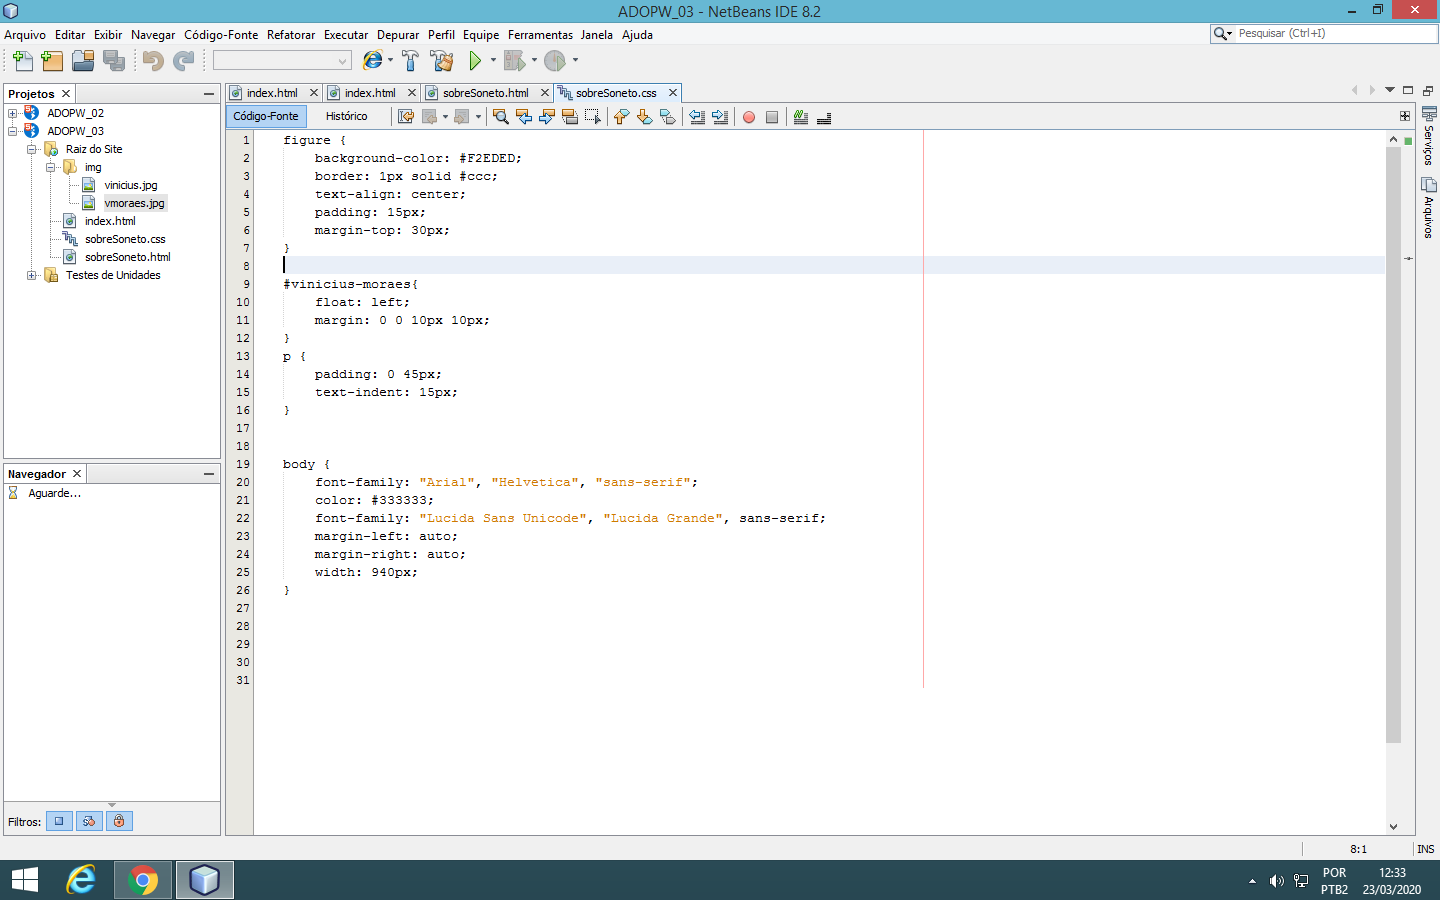 ADOPW_03 - NetBeans IDE 8.2
Arquivo Editar Exibir Navegar Código-Fonte Refatorar Executar Depurar Perfil Equipe Ferramentas Janela Ajuda
Pesquisar (Ctrl+I)
Projetos
index.html index.html sobreSoneto.html sobreSoneto.css
Código-Fonte Histórico
ADOPW_02
ADOPW_03
Raiz do Site
img
vinicius.jpg
vmoraes.jpg
index.html
sobreSoneto.css
sobreSoneto.html
Testes de Unidades
Navegador
Aguarde...
Filtros:
1 figure {
2 background-color: #F2EDED;
3 border: 1px solid #ccc;
4 text-align: center;
5 padding: 15px;
6 margin-top: 30px;
7 }
8
9 #vinicius-moraes{
10 float: left;
11 margin: 0 0 10px 10px;
12 }
13 p {
14 padding: 0 45px;
15 text-indent: 15px;
16 }
17
18
19 body {
20 font-family: "Arial", "Helvetica", "sans-serif";
21 color: #333333;
22 font-family: "Lucida Sans Unicode", "Lucida Grande", sans-serif;
23 margin-left: auto;
24 margin-right: auto;
25 width: 940px;
26 }
27
28
29
30
31
Serviços
Arquivos
8:1 INS
POR
PTB2
12:33
23/03/2020